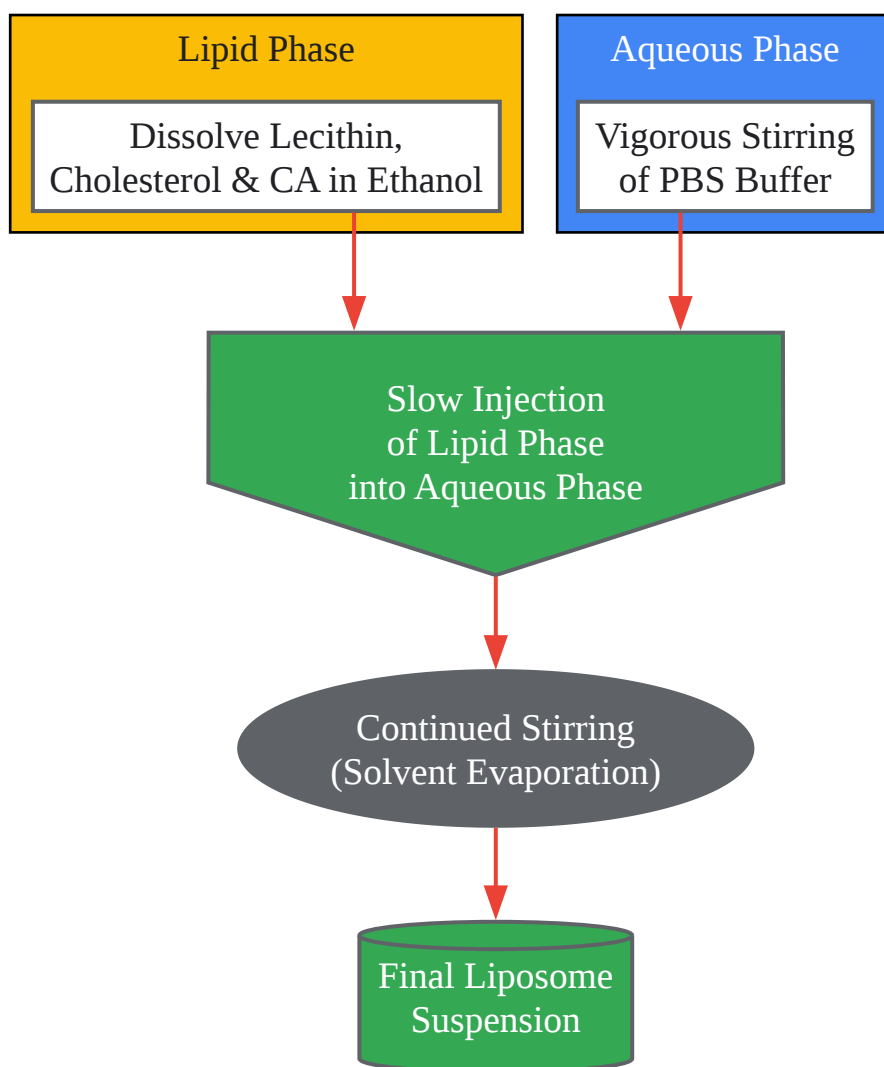 Lipid Phase
Dissolve Lecithin,
Cholesterol & CA in Ethanol
Aqueous Phase
Vigorous Stirring
of PBS Buffer
Slow Injection
of Lipid Phase
into Aqueous Phase
Continued Stirring
(Solvent Evaporation)
Final Liposome
Suspension